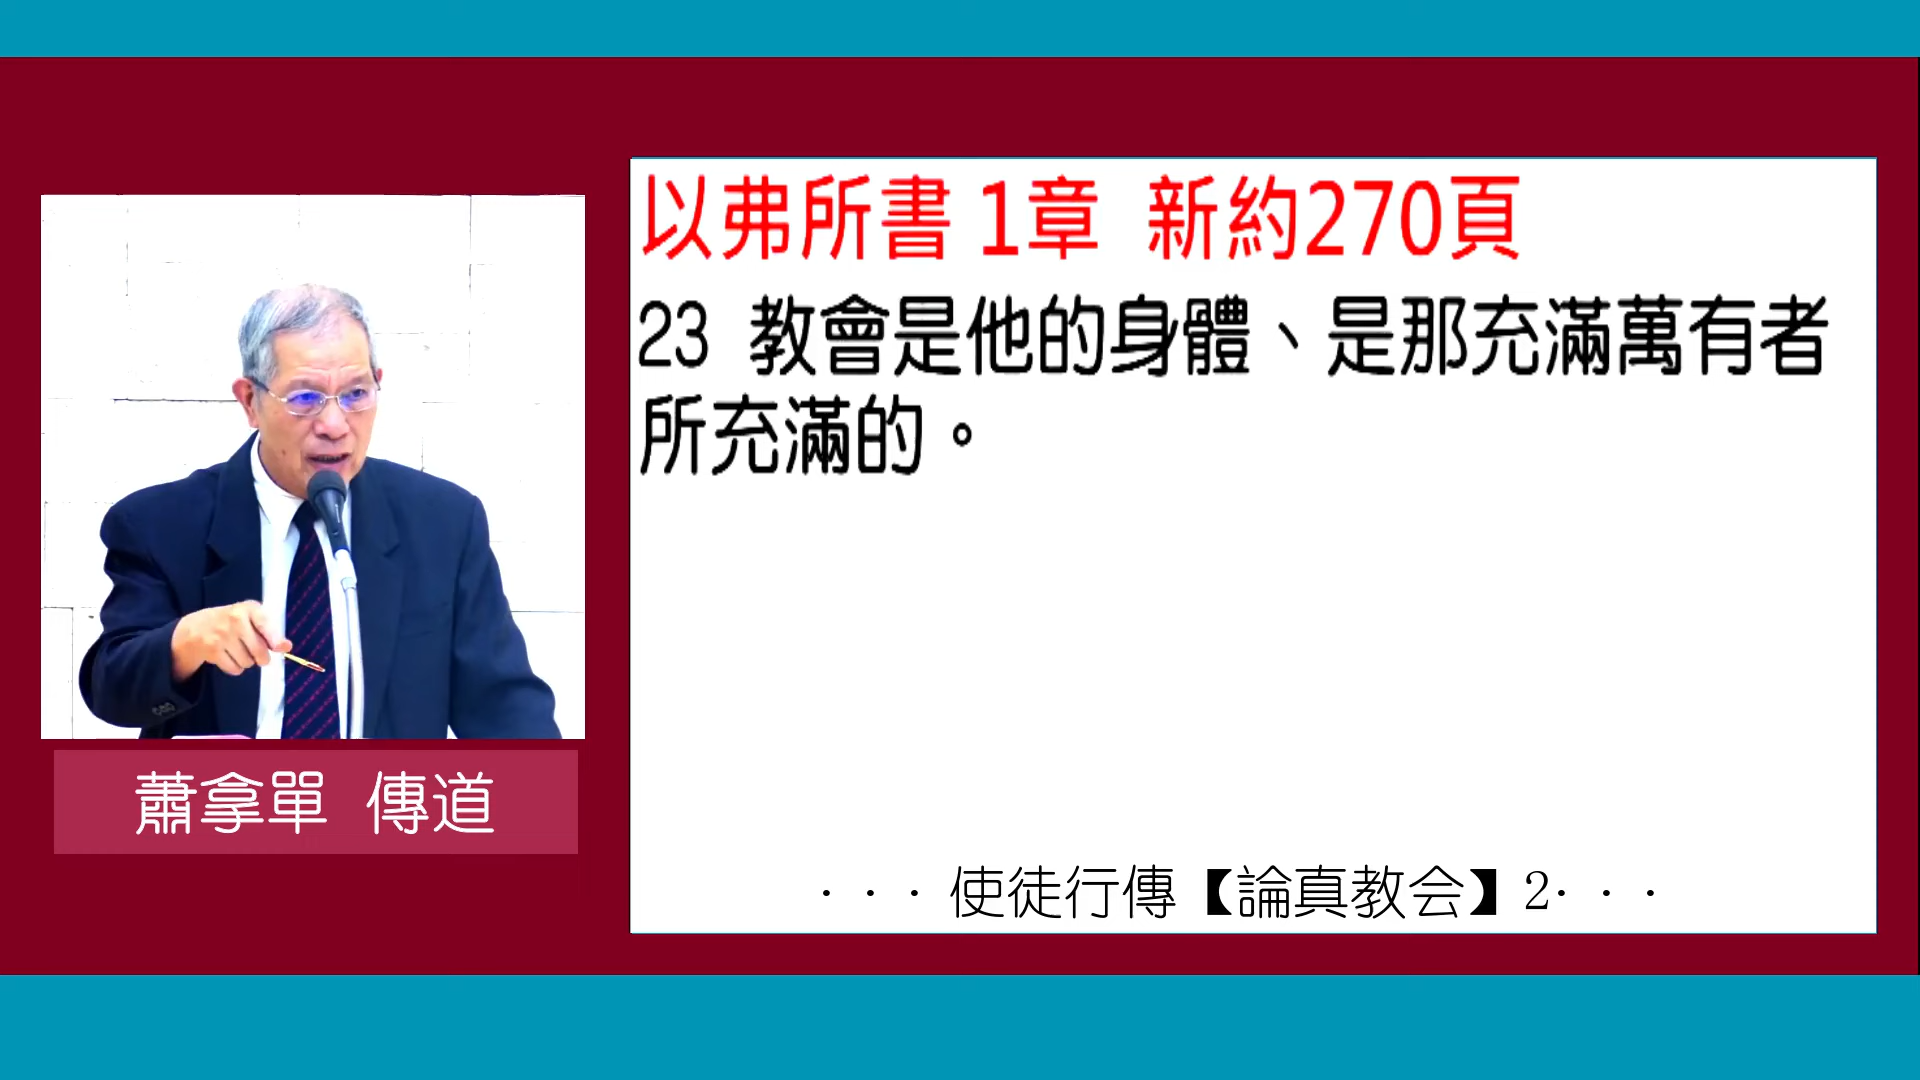 以弗所書 1章 新約270頁
23 教會是他的身體、是那充滿萬有者
所充滿的。
蕭拿單 傳道
···使徒行傳【論真教会】2···